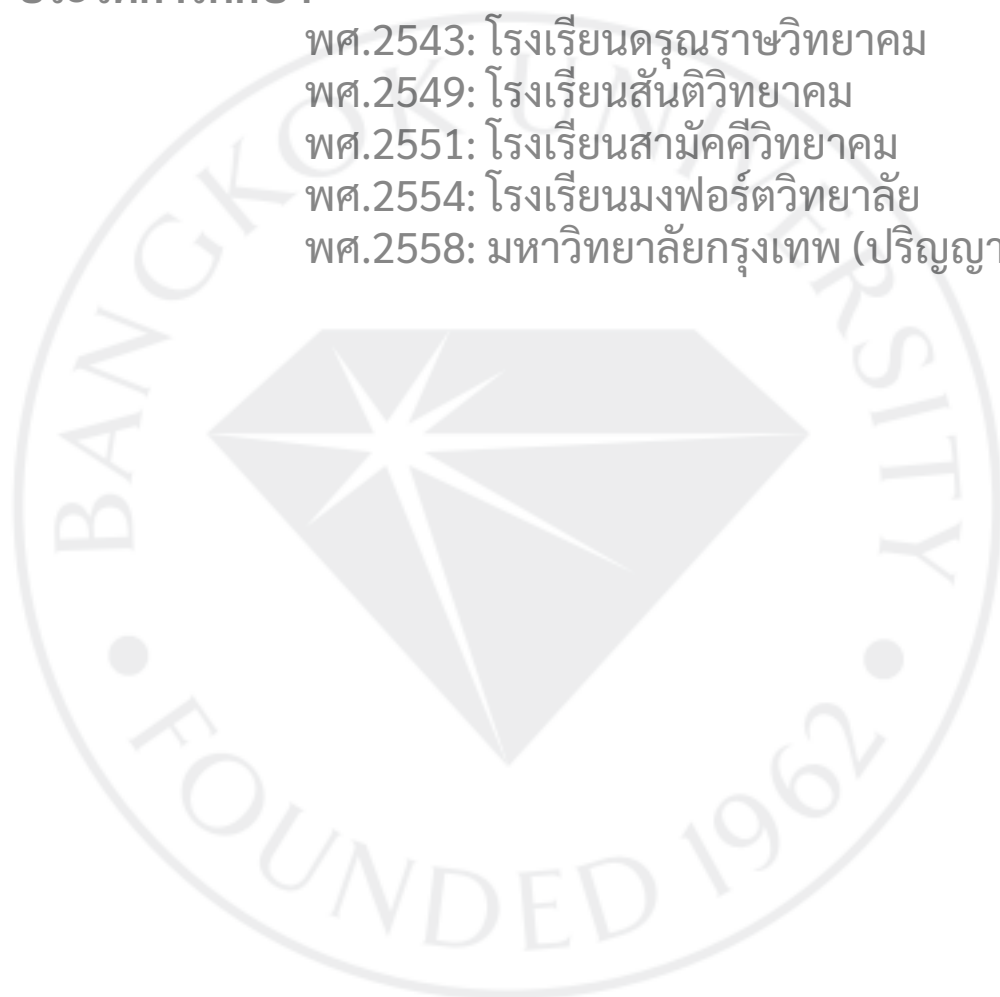 พศ.2543: โรงเรียนดรุณราษวิทยาคม
พศ.2549: โรงเรียนสันติวิทยาคม
พศ.2551: โรงเรียนสามัคคีวิทยาคม
พศ.2554: โรงเรียนมงฟอร์ตวิทยาลัย
พศ.2558: มหาวิทยาลัยกรุงเทพ (ปริญญา
BANGKOK UNIVERSITY
FOUNDED 1962